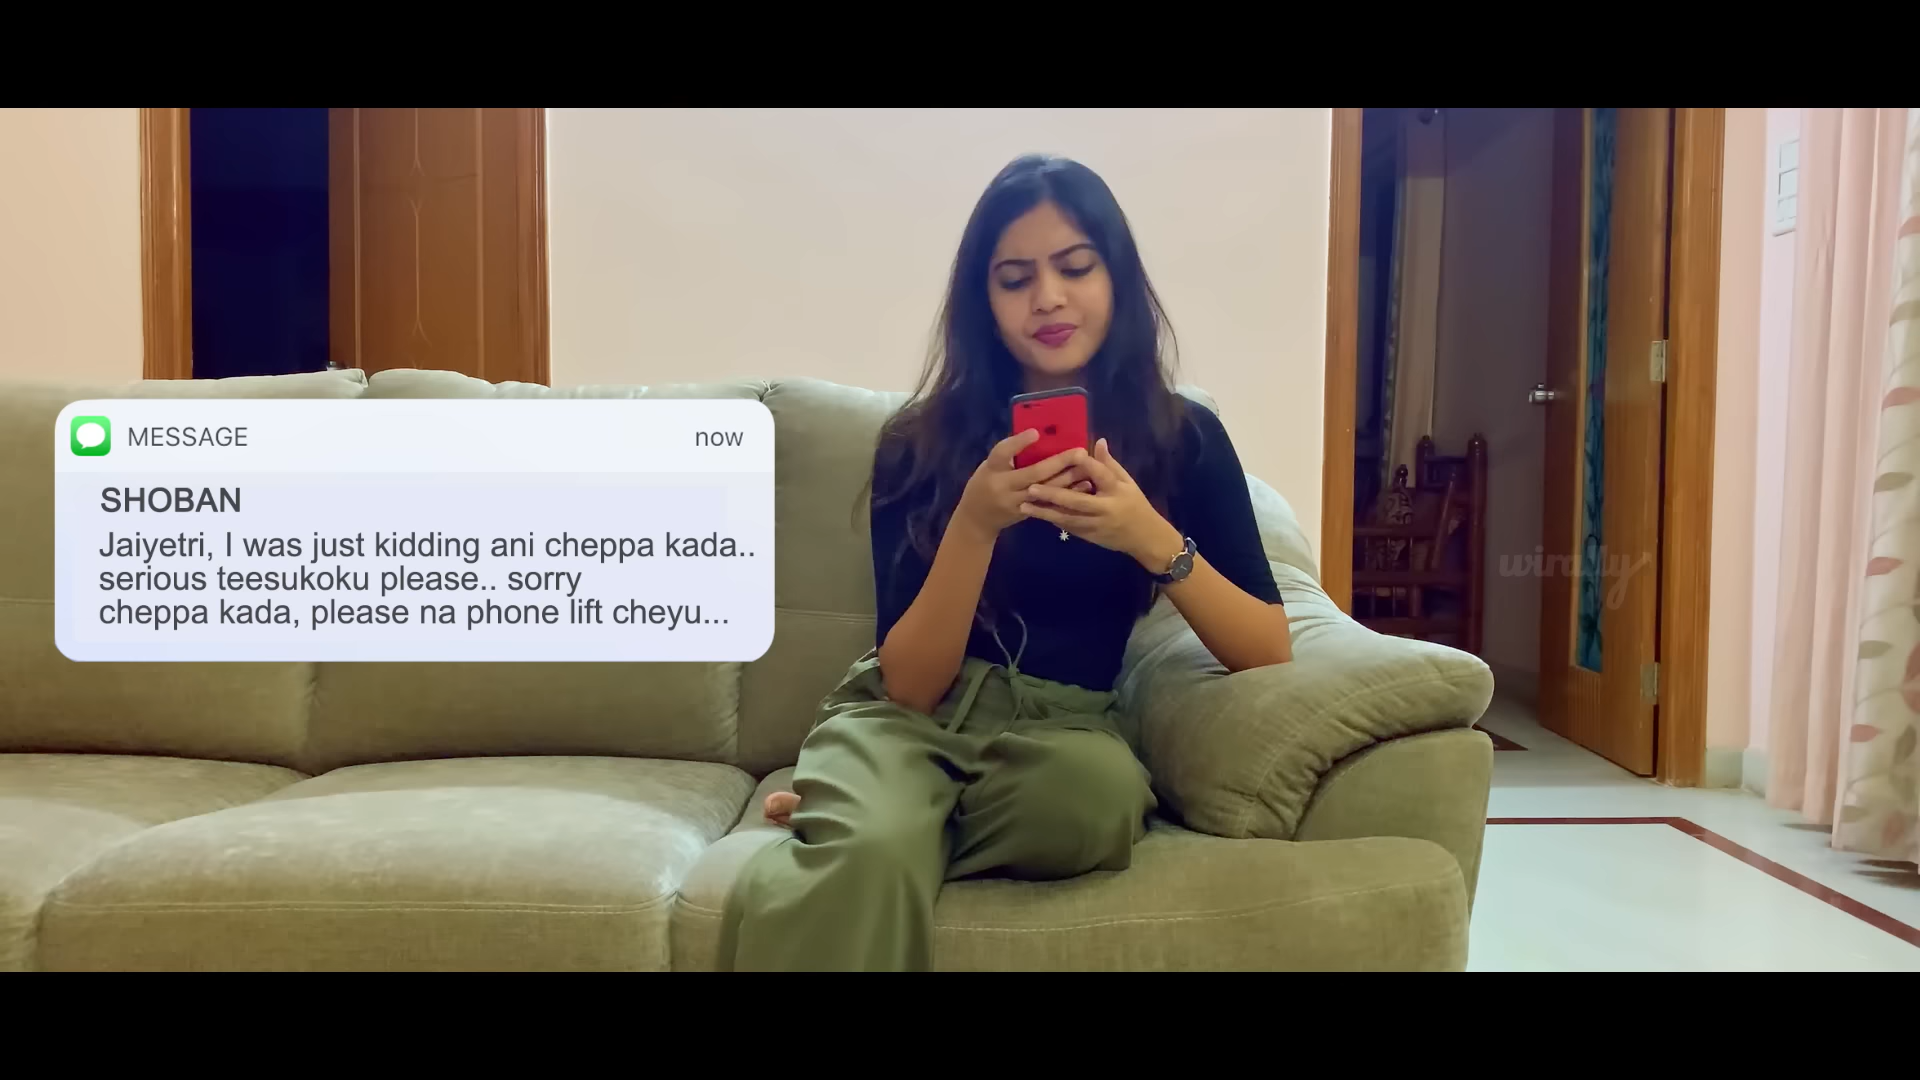 MESSAGE now
SHOBAN
Jaiyetri, I was just kidding ani cheppa kada..
serious teesukoku please.. sorry
cheppa kada, please na phone lift cheyu...
wirally